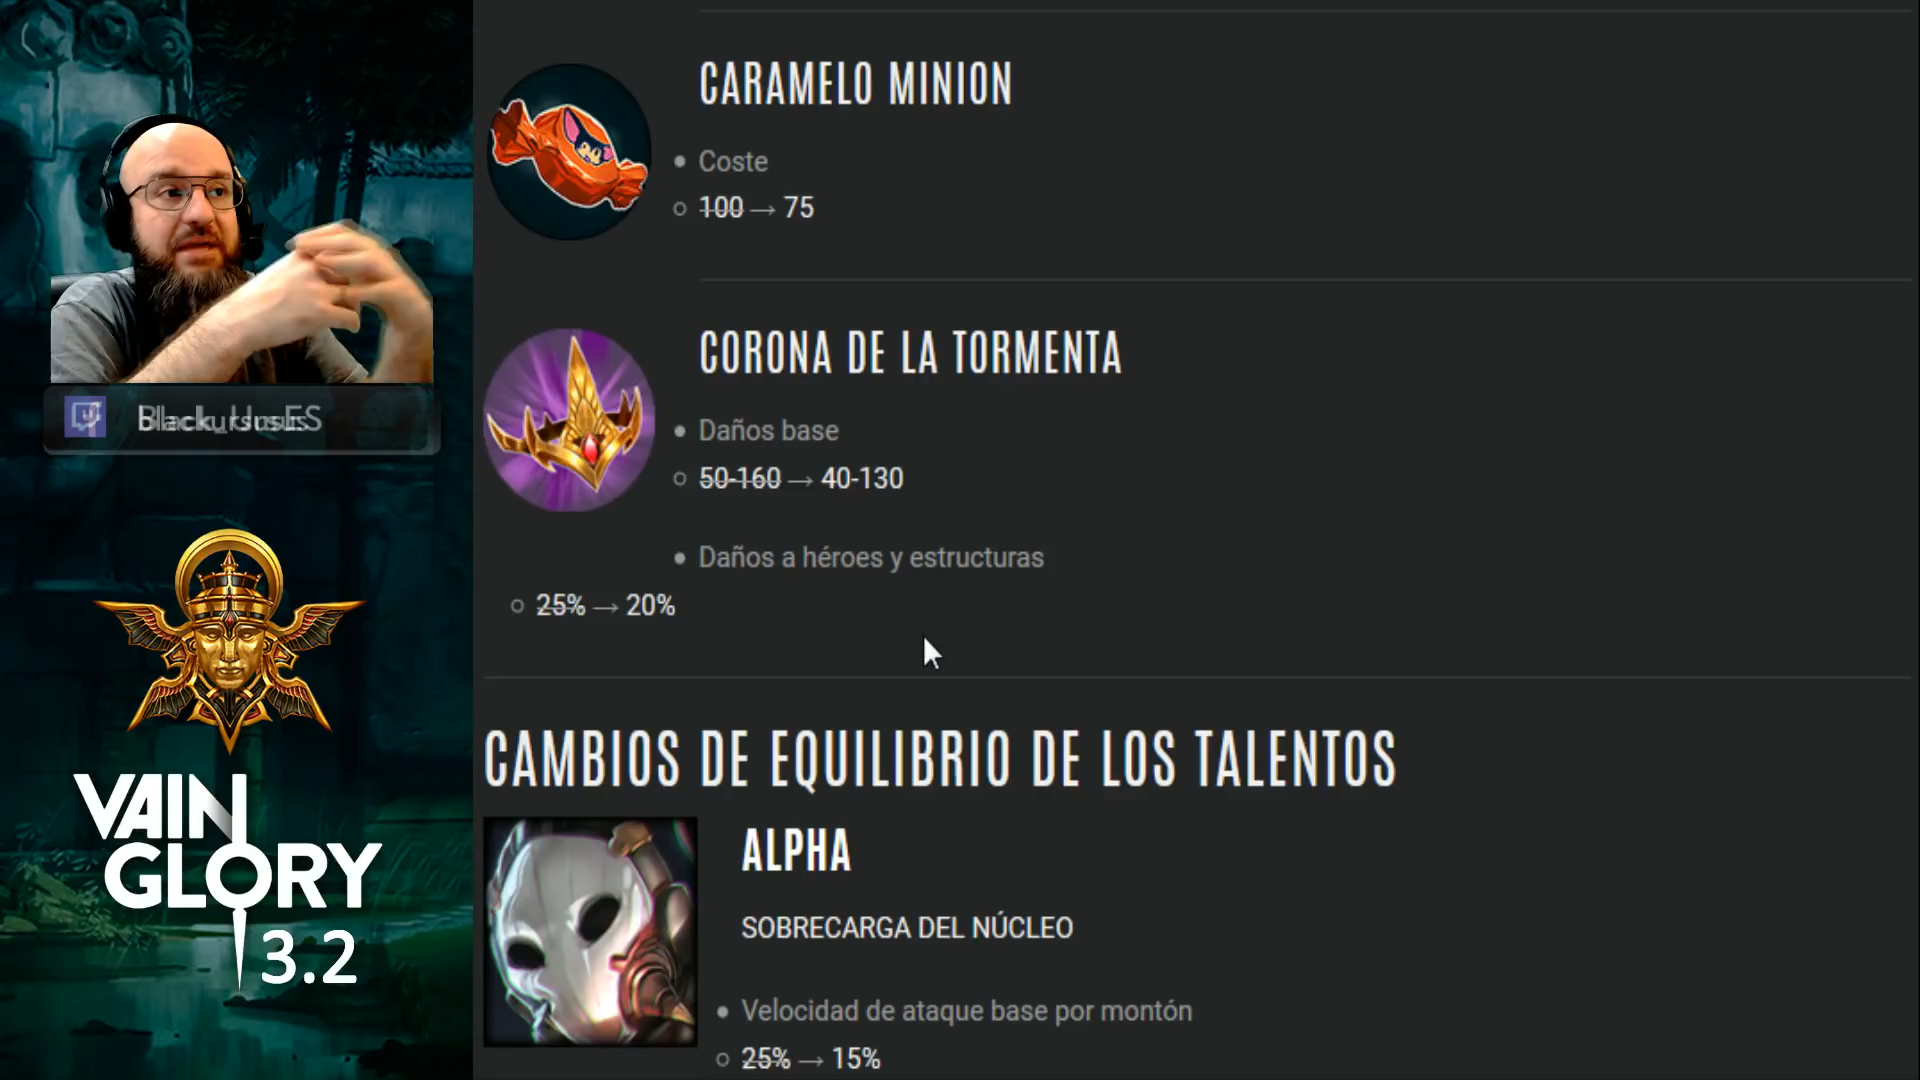 CARAMELO MINION
Coste
100 → 75
CORONA DE LA TORMENTA
Daños base
50-160 → 40-130
Daños a héroes y estructuras
25% → 20%
CAMBIOS DE EQUILIBRIO DE LOS TALENTOS
ALPHA
SOBRECARGA DEL NÚCLEO
Velocidad de ataque base por montón
25% → 15%
VAIN
GLORY
3.2